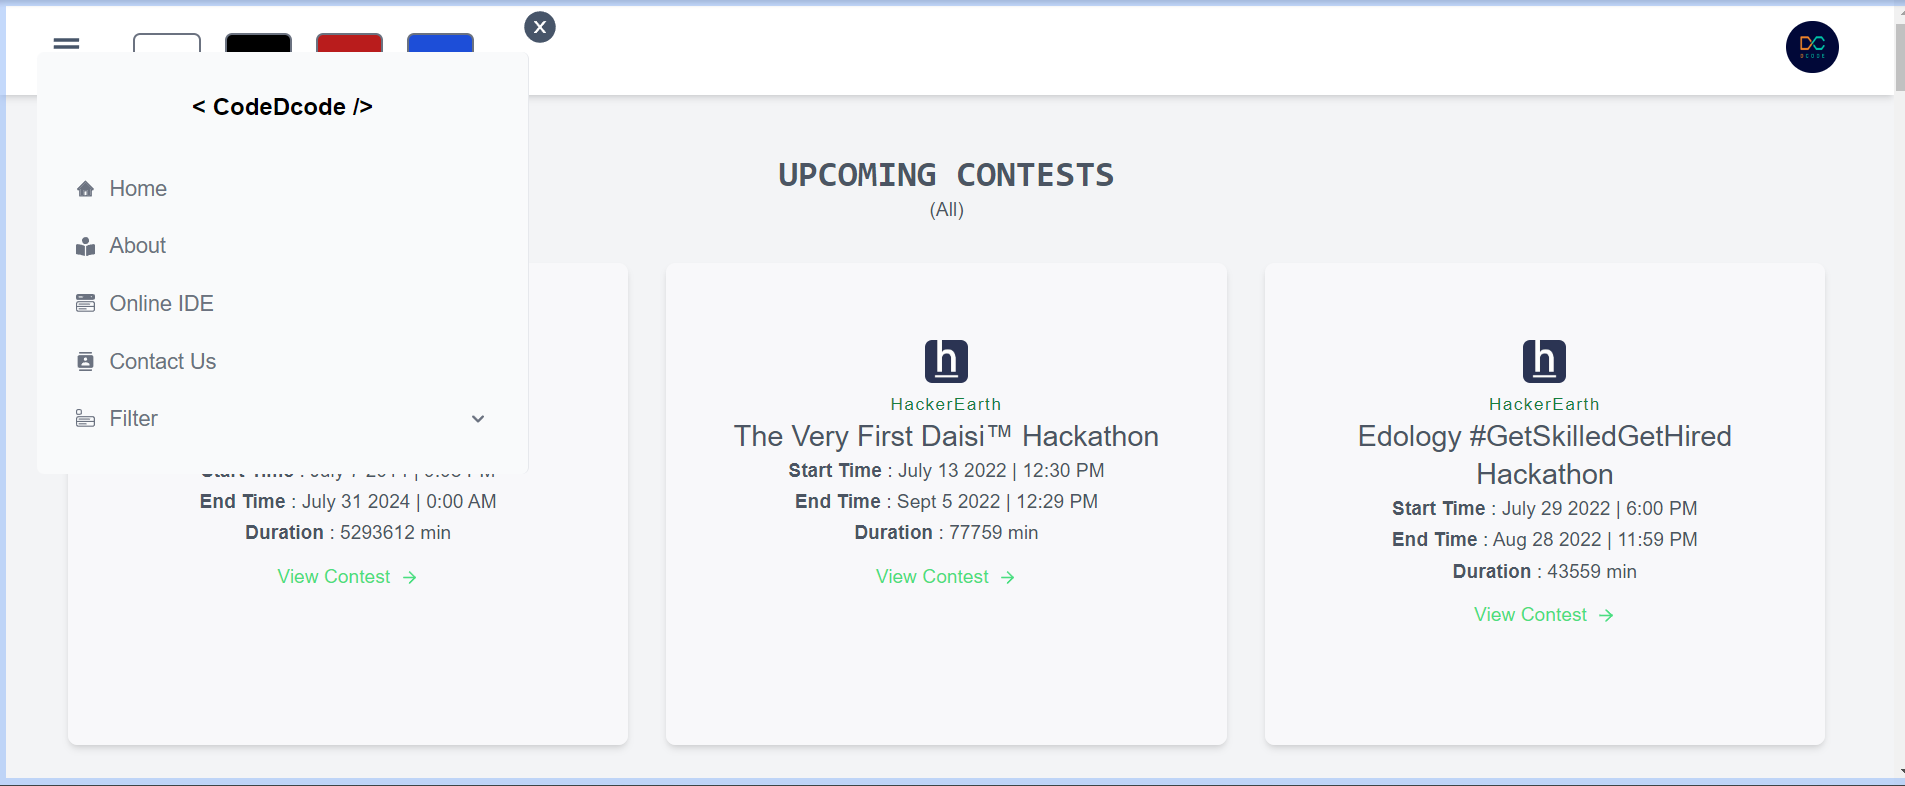 X
DC
DCODE
< CodeDcode />
Home
About
Online IDE
Contact Us
Filter
UPCOMING CONTESTS
(All)
End Time : July 31 2024 | 0:00 AM
Duration : 5293612 min
View Contest →
h
HackerEarth
The Very First Daisi™ Hackathon
Start Time : July 13 2022 | 12:30 PM
End Time : Sept 5 2022 | 12:29 PM
Duration : 77759 min
View Contest →
h
HackerEarth
Edology #GetSkilledGetHired
Hackathon
Start Time : July 29 2022 | 6:00 PM
End Time : Aug 28 2022 | 11:59 PM
Duration : 43559 min
View Contest →